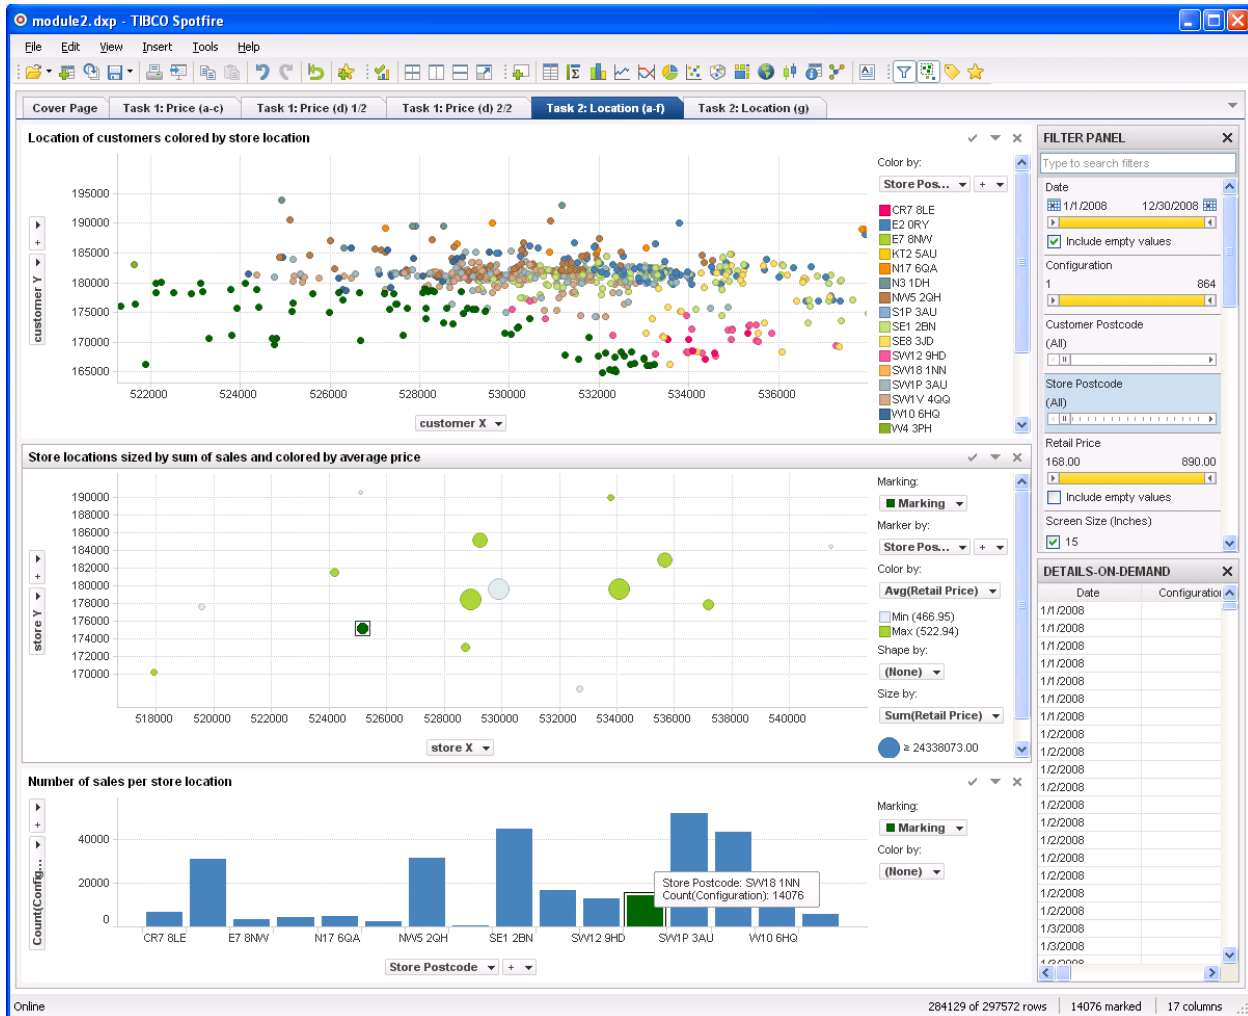 module2.dxp - TIBCO Spotfire
File Edit View Insert Tools Help
Cover Page
Task 1: Price (a-c)
Task 1: Price (d) 1/2
Task 1: Price (d) 2/2
Task 2: Location (a-f)
Task 2: Location (g)
Location of customers colored by store location
195000
190000
185000
180000
175000
170000
165000
customer Y
+
522000 524000 526000 528000 530000 532000 534000 536000
customer X
Color by:
Store Pos... +
CR7 8LE
E2 0RY
E7 8NW
KT2 5AU
N17 6QA
N3 1DH
NW5 2QH
S1P 3AU
SE1 2BN
SE8 3JD
SW12 9HD
SW18 1NN
SW1P 3AU
SW1V 4QQ
W10 6HQ
W4 3PH
Store locations sized by sum of sales and colored by average price
190000
188000
186000
184000
182000
180000
178000
176000
174000
172000
170000
store Y
+
518000 520000 522000 524000 526000 528000 530000 532000 534000 536000 538000 540000
store X
Marking:
Marking
Marker by:
Store Pos... +
Color by:
Avg(Retail Price)
Min (466.95)
Max (522.94)
Shape by:
(None)
Size by:
Sum(Retail Price)
≥ 24338073.00
Number of sales per store location
40000
20000
0
Count(Config...
+
CR7 8LE E7 8NW N17 6QA NW5 2QH SE1 2BN SW12 9HD SW1P 3AU W10 6HQ
Store Postcode +
Store Postcode: SW18 1NN
Count(Configuration): 14076
Marking:
Marking
Color by:
(None)
FILTER PANEL
Type to search filters
Date
1/1/2008 12/30/2008
Include empty values
Configuration
1 864
Customer Postcode
(All)
Store Postcode
(All)
Retail Price
168.00 890.00
Include empty values
Screen Size (Inches)
15
DETAILS-ON-DEMAND
Date Configuration
1/1/2008
1/1/2008
1/1/2008
1/1/2008
1/1/2008
1/1/2008
1/1/2008
1/2/2008
1/2/2008
1/2/2008
1/2/2008
1/2/2008
1/2/2008
1/2/2008
1/2/2008
1/2/2008
1/2/2008
1/2/2008
1/3/2008
1/3/2008
1/3/2008
Online
284129 of 297572 rows
14076 marked
17 columns